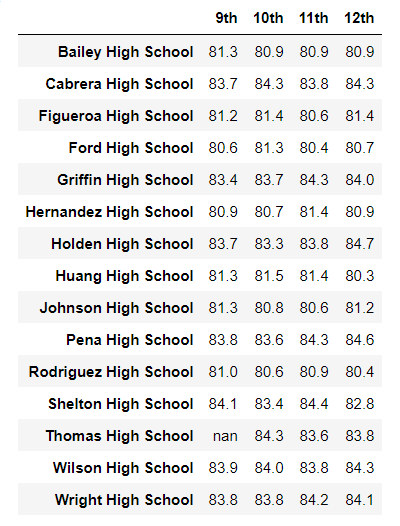 9th 10th 11th 12th
Bailey High School 81.3 80.9 80.9 80.9
Cabrera High School 83.7 84.3 83.8 84.3
Figueroa High School 81.2 81.4 80.6 81.4
Ford High School 80.6 81.3 80.4 80.7
Griffin High School 83.4 83.7 84.3 84.0
Hernandez High School 80.9 80.7 81.4 80.9
Holden High School 83.7 83.3 83.8 84.7
Huang High School 81.3 81.5 81.4 80.3
Johnson High School 81.3 80.8 80.6 81.2
Pena High School 83.8 83.6 84.3 84.6
Rodriguez High School 81.0 80.6 80.9 80.4
Shelton High School 84.1 83.4 84.4 82.8
Thomas High School nan 84.3 83.6 83.8
Wilson High School 83.9 84.0 83.8 84.3
Wright High School 83.8 83.8 84.2 84.1